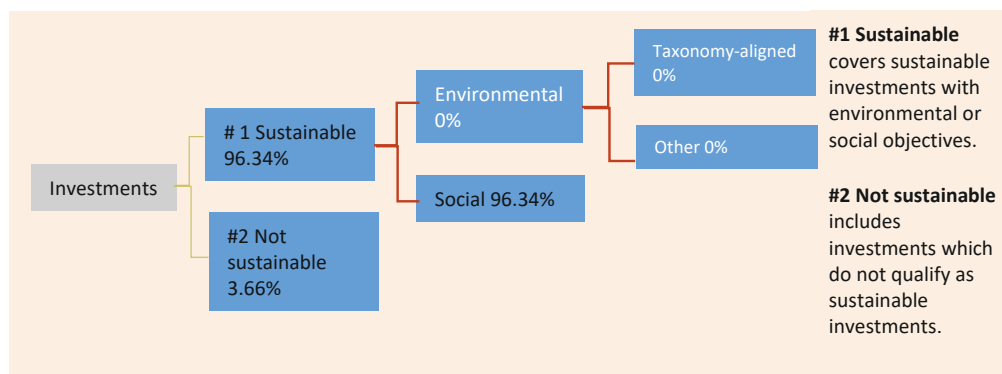 Investments
# 1 Sustainable
96.34%
#2 Not
sustainable
3.66%
Environmental
0%
Social 96.34%
Taxonomy-aligned
0%
Other 0%
#1 Sustainable
covers sustainable
investments with
environmental or
social objectives.
#2 Not sustainable
includes
investments which
do not qualify as
sustainable
investments.